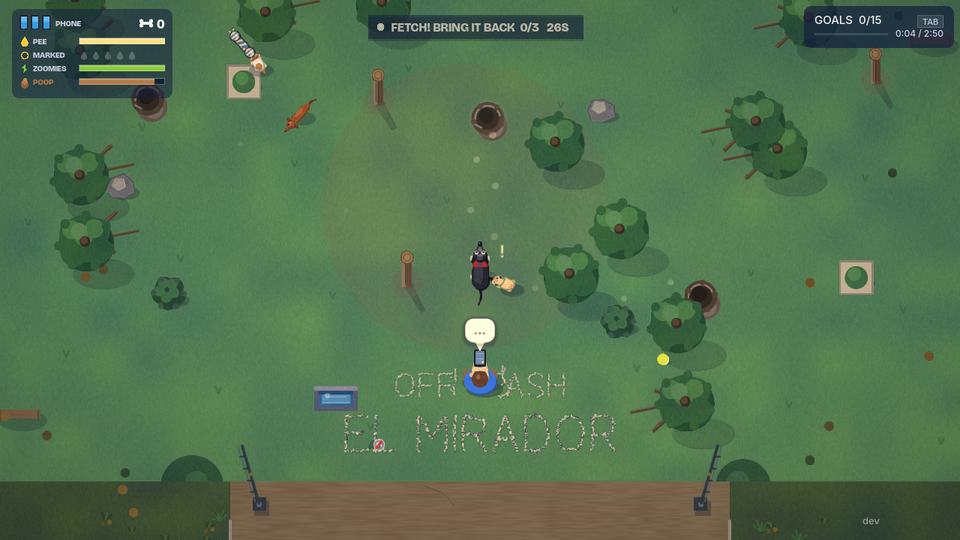 PHONE 0
PEE
MARKED
ZOOMIES
POOP
FETCH! BRING IT BACK 0/3 26S
GOALS 0/15 TAB
0:04 / 2:50
!
...
OFF
EL MIRADOR
dev